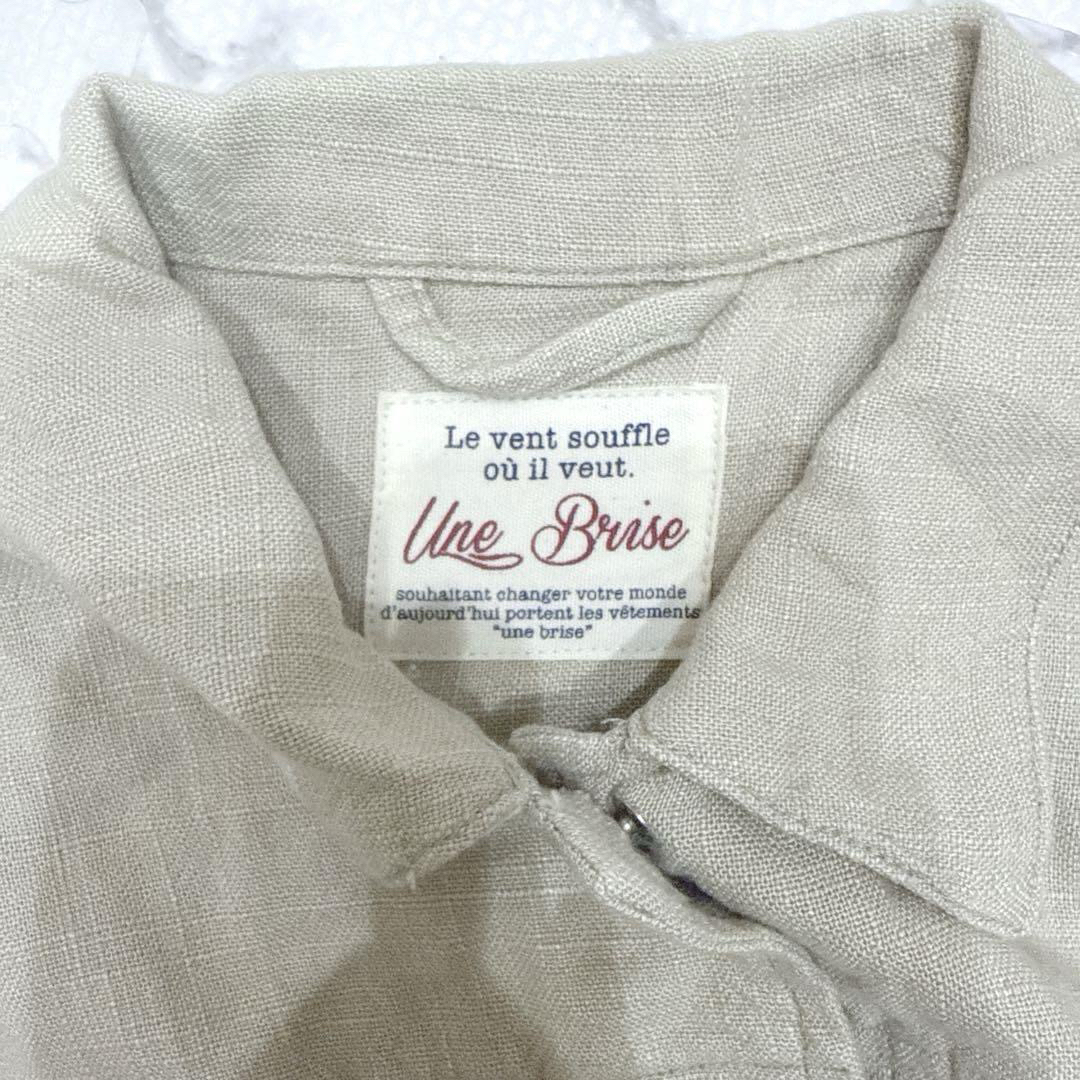 Le vent souffle
où il veut.
Une Brise
souhaitant changer votre monde
d'aujourd'hui portent les vêtements
"une brise"